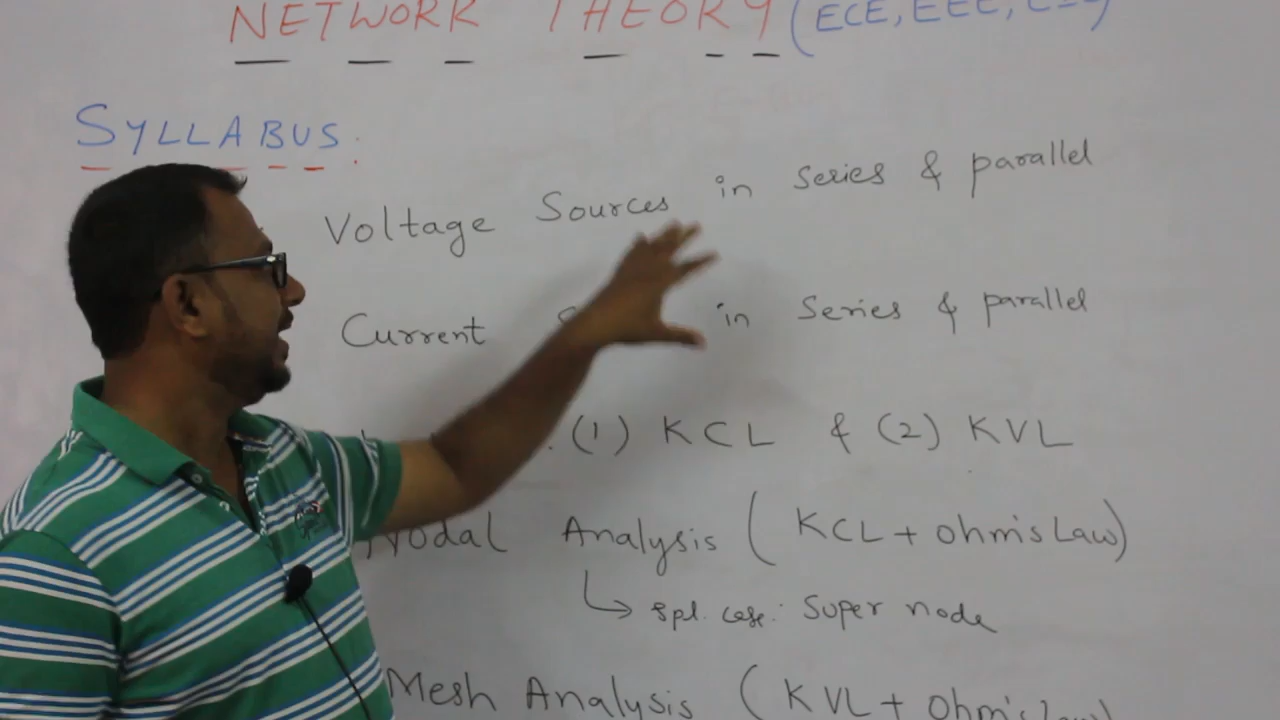 NETWORK THEORY (ECE, EEE,
SYLLABUS:
Voltage Sources in Series & parallel
Current in Series & parallel
(1) KCL & (2) KVL
Nodal Analysis (KCL + Ohm's Law)
↳ Spl. case: Super node
Mesh Analysis (KVL + Ohm's Law)